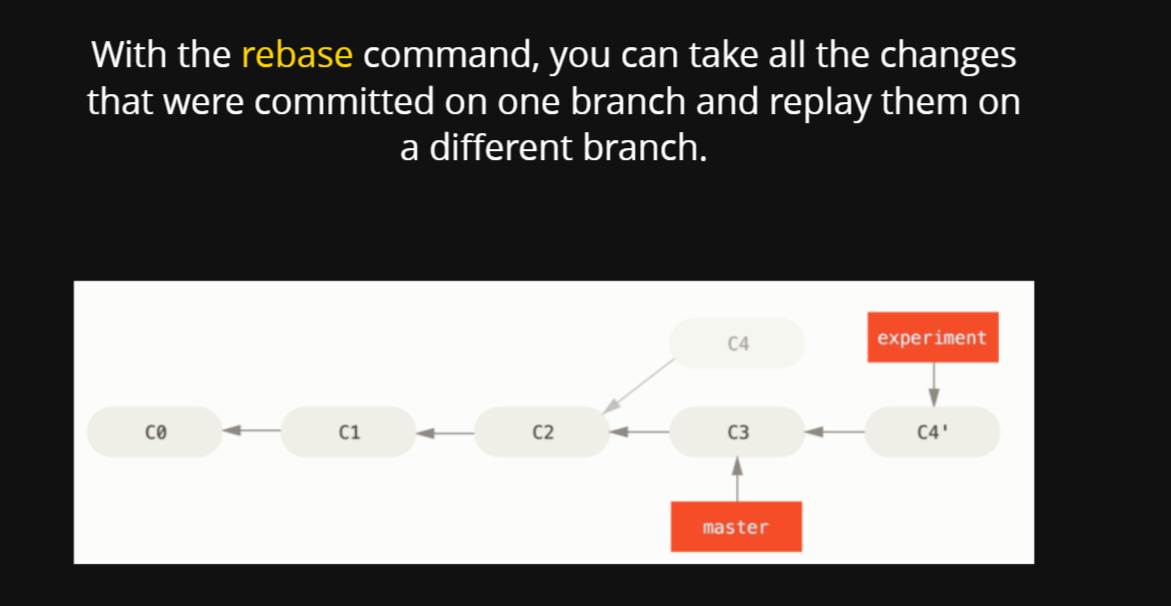 With the rebase command, you can take all the changes
that were committed on one branch and replay them on
a different branch.
C4
experiment
C0
C1
C2
C3
C4'
master